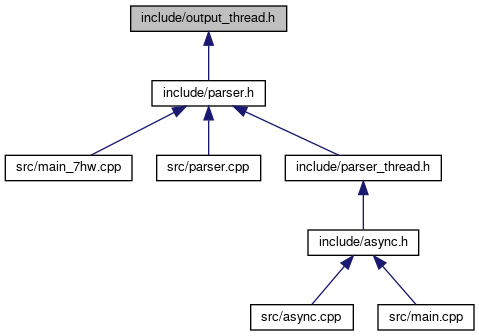 include/output_thread.h
include/parser.h
src/main_7hw.cpp
src/parser.cpp
include/parser_thread.h
include/async.h
src/async.cpp
src/main.cpp